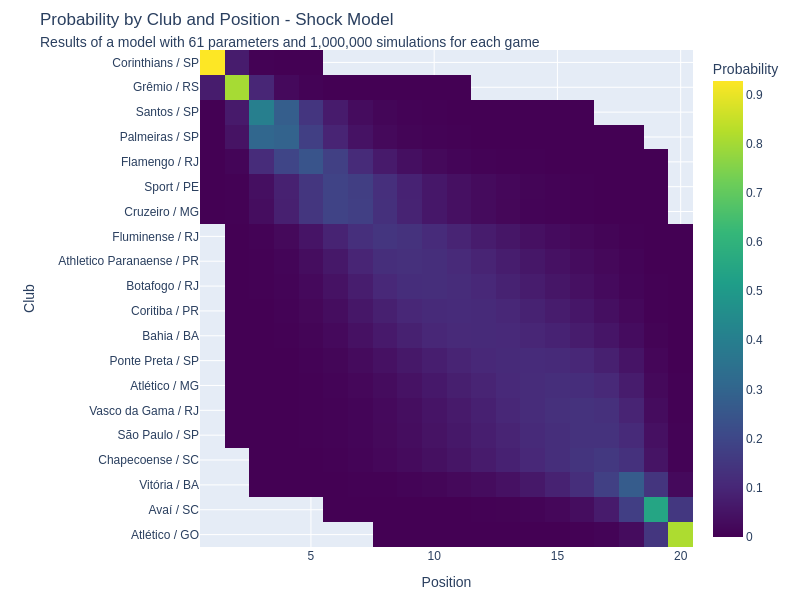 Probability by Club and Position - Shock Model
Results of a model with 61 parameters and 1,000,000 simulations for each game
Probability
Club
Corinthians / SP
Grêmio / RS
Santos / SP
Palmeiras / SP
Flamengo / RJ
Sport / PE
Cruzeiro / MG
Fluminense / RJ
Athletico Paranaense / PR
Botafogo / RJ
Coritiba / PR
Bahia / BA
Ponte Preta / SP
Atlético / MG
Vasco da Gama / RJ
São Paulo / SP
Chapecoense / SC
Vitória / BA
Avaí / SC
Atlético / GO
0.9
0.8
0.7
0.6
0.5
0.4
0.3
0.2
0.1
0
5
10
15
20
Position